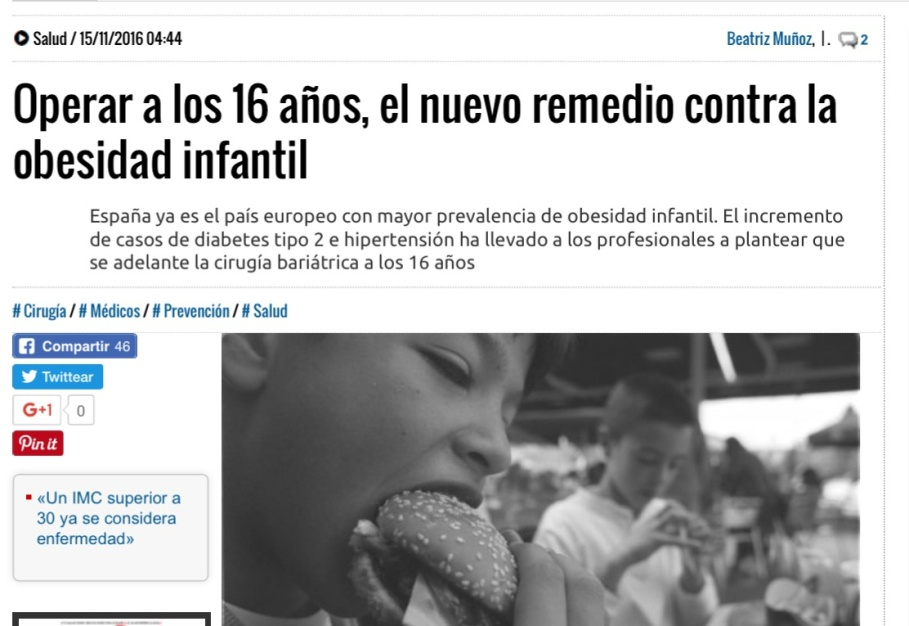 Salud / 15/11/2016 04:44
Beatriz Muñoz, |. 2
Operar a los 16 años, el nuevo remedio contra la
obesidad infantil
España ya es el país europeo con mayor prevalencia de obesidad infantil. El incremento
de casos de diabetes tipo 2 e hipertensión ha llevado a los profesionales a plantear que
se adelante la cirugía bariátrica a los 16 años
# Cirugía / # Médicos / # Prevención / # Salud
Compartir 46
Twittear
G+1 0
Pin it
«Un IMC superior a
30 ya se considera
enfermedad»